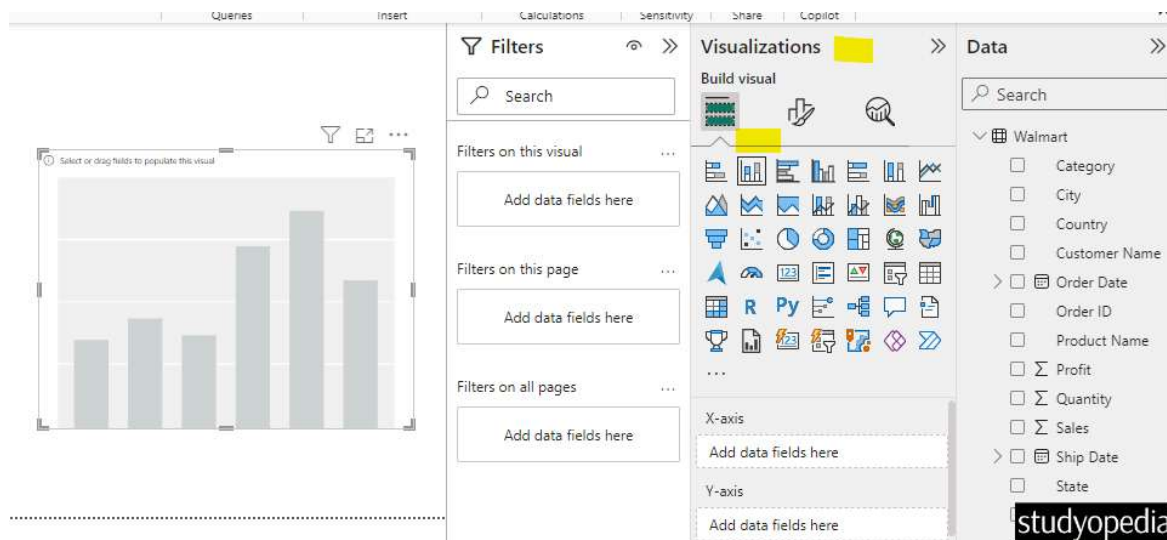 Queries
Insert
Calculations
Sensitivity
Share
Copilot
Select or drag fields to populate this visual
Filters
Search
Filters on this visual
...
Add data fields here
Filters on this page
...
Add data fields here
Filters on all pages
...
Add data fields here
Visualizations
Build visual
123
R
Py
123
...
X-axis
Add data fields here
Y-axis
Add data fields here
Data
Search
Walmart
Category
City
Country
Customer Name
Order Date
Order ID
Product Name
∑ Profit
∑ Quantity
∑ Sales
Ship Date
State
studyopedia